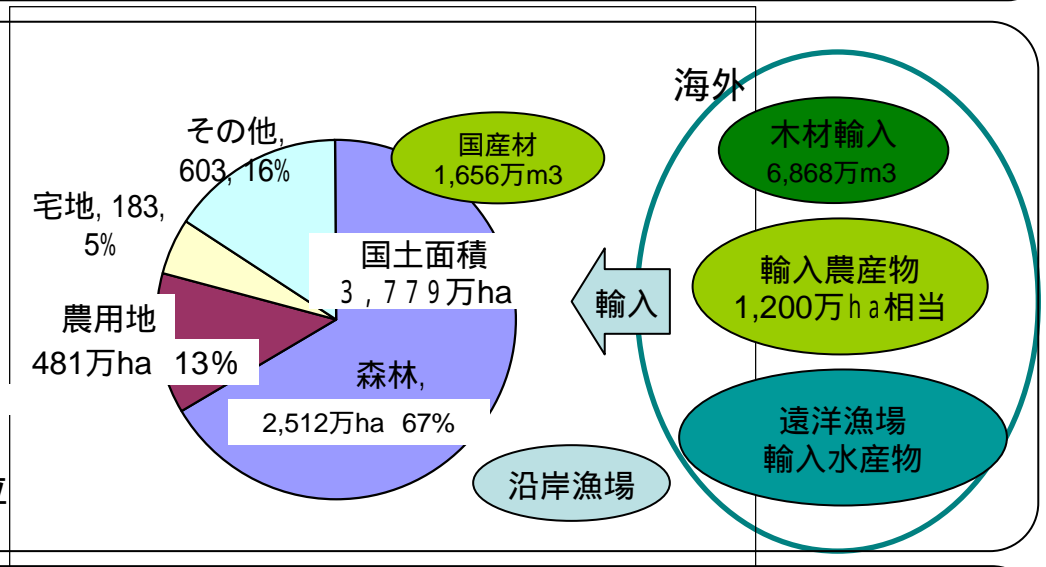 海外
その他,
603, 16%
国産材
1,656万m3
木材輸入
6,868万m3
宅地, 183,
5%
国土面積
3,779万ha
輸入
輸入農産物
1,200万ha相当
農用地
481万ha 13%
森林,
2,512万ha 67%
遠洋漁場
輸入水産物
沿岸漁場